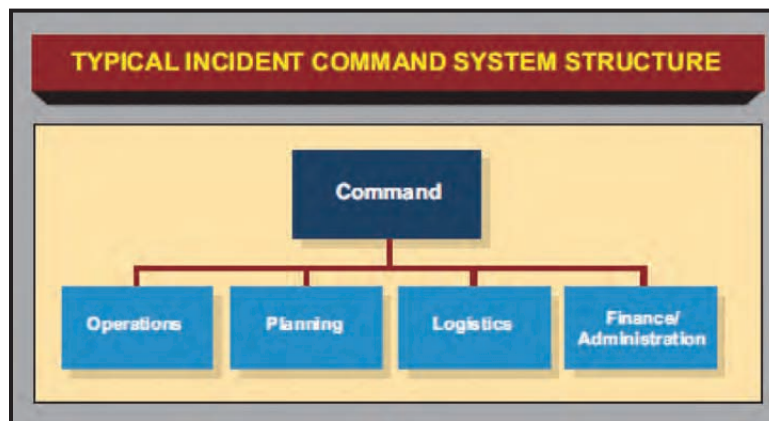 TYPICAL INCIDENT COMMAND SYSTEM STRUCTURE
Command
Operations
Planning
Logistics
Finance/
Administration